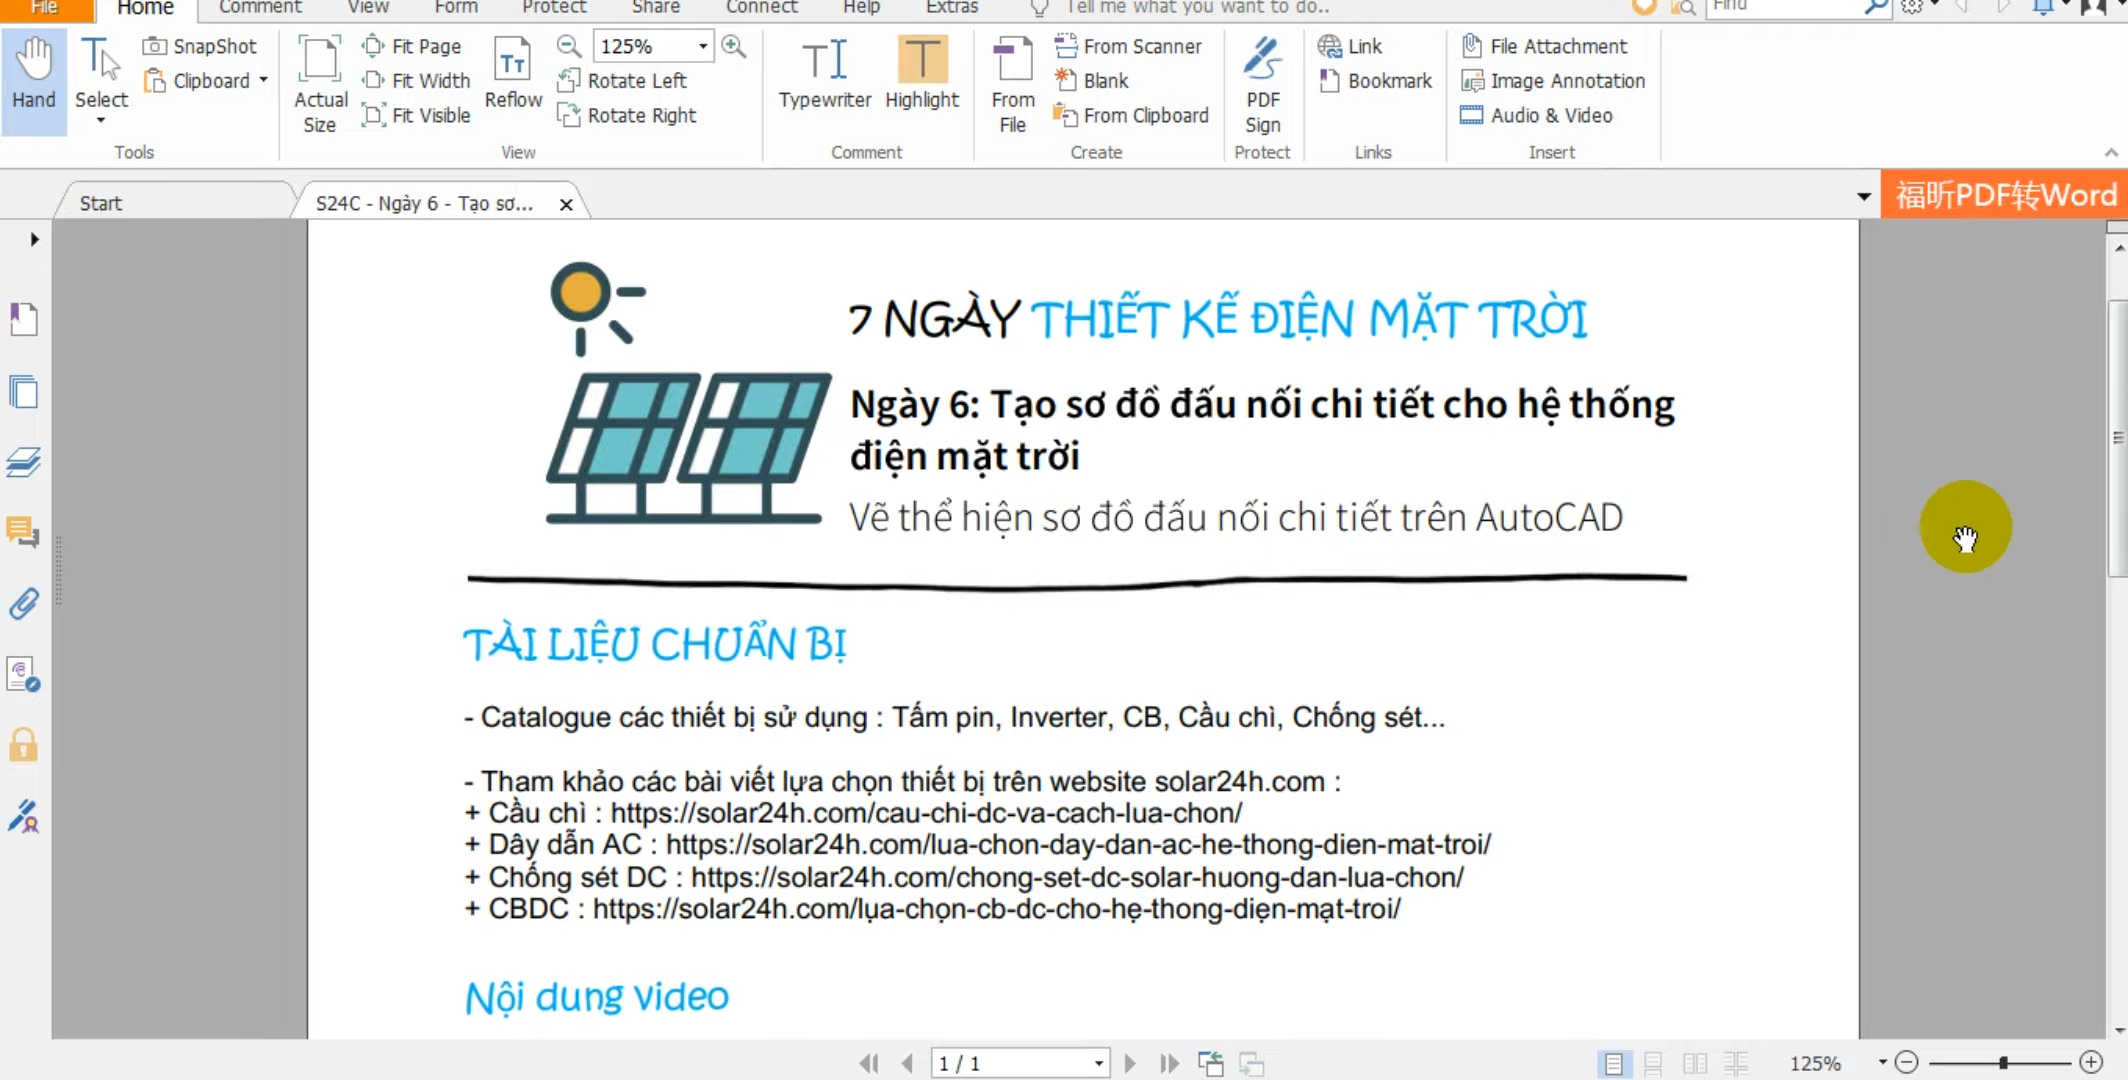 File Home Comment View Form Protect Share Connect Help Extras Tell me what you want to do.. Find
Hand
Select
SnapShot
Clipboard
Tools
Actual Size
Fit Page
Fit Width
Fit Visible
Reflow
125%
Rotate Left
Rotate Right
View
Typewriter
Highlight
Comment
From File
From Scanner
Blank
From Clipboard
Create
PDF Sign
Protect
Link
Bookmark
Links
File Attachment
Image Annotation
Audio & Video
Insert
Start
S24C - Ngày 6 - Tạo sơ...
福昕PDF转Word
7 NGÀY THIẾT KẾ ĐIỆN MẶT TRỜI
Ngày 6: Tạo sơ đồ đấu nối chi tiết cho hệ thống
điện mặt trời
Vẽ thể hiện sơ đồ đấu nối chi tiết trên AutoCAD
TÀI LIỆU CHUẨN BỊ
- Catalogue các thiết bị sử dụng : Tấm pin, Inverter, CB, Cầu chì, Chống sét...
- Tham khảo các bài viết lựa chọn thiết bị trên website solar24h.com :
+ Cầu chì : https://solar24h.com/cau-chi-dc-va-cach-lua-chon/
+ Dây dẫn AC : https://solar24h.com/lua-chon-day-dan-ac-he-thong-dien-mat-troi/
+ Chống sét DC : https://solar24h.com/chong-set-dc-solar-huong-dan-lua-chon/
+ CBDC : https://solar24h.com/lụa-chọn-cb-dc-cho-hẹ-thong-diẹn-mạt-troi/
Nội dung video
1 / 1
125%